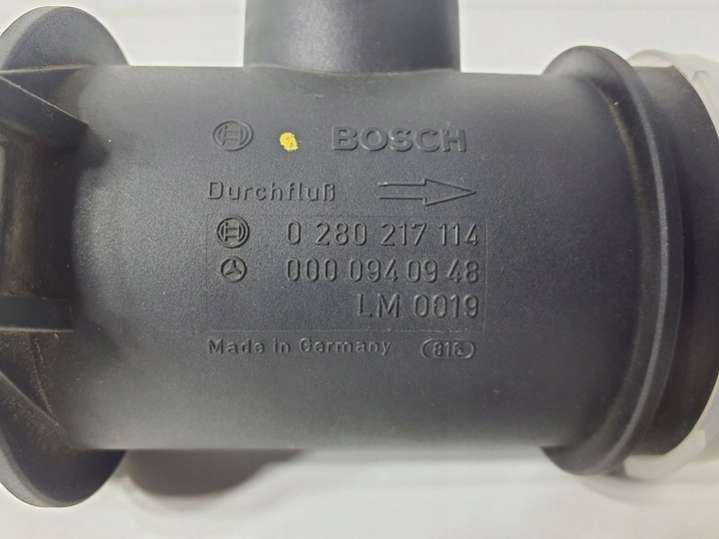 BOSCH
Durchfluß
0 280 217 114
000 094 09 48
LM 0019
Made in Germany 816